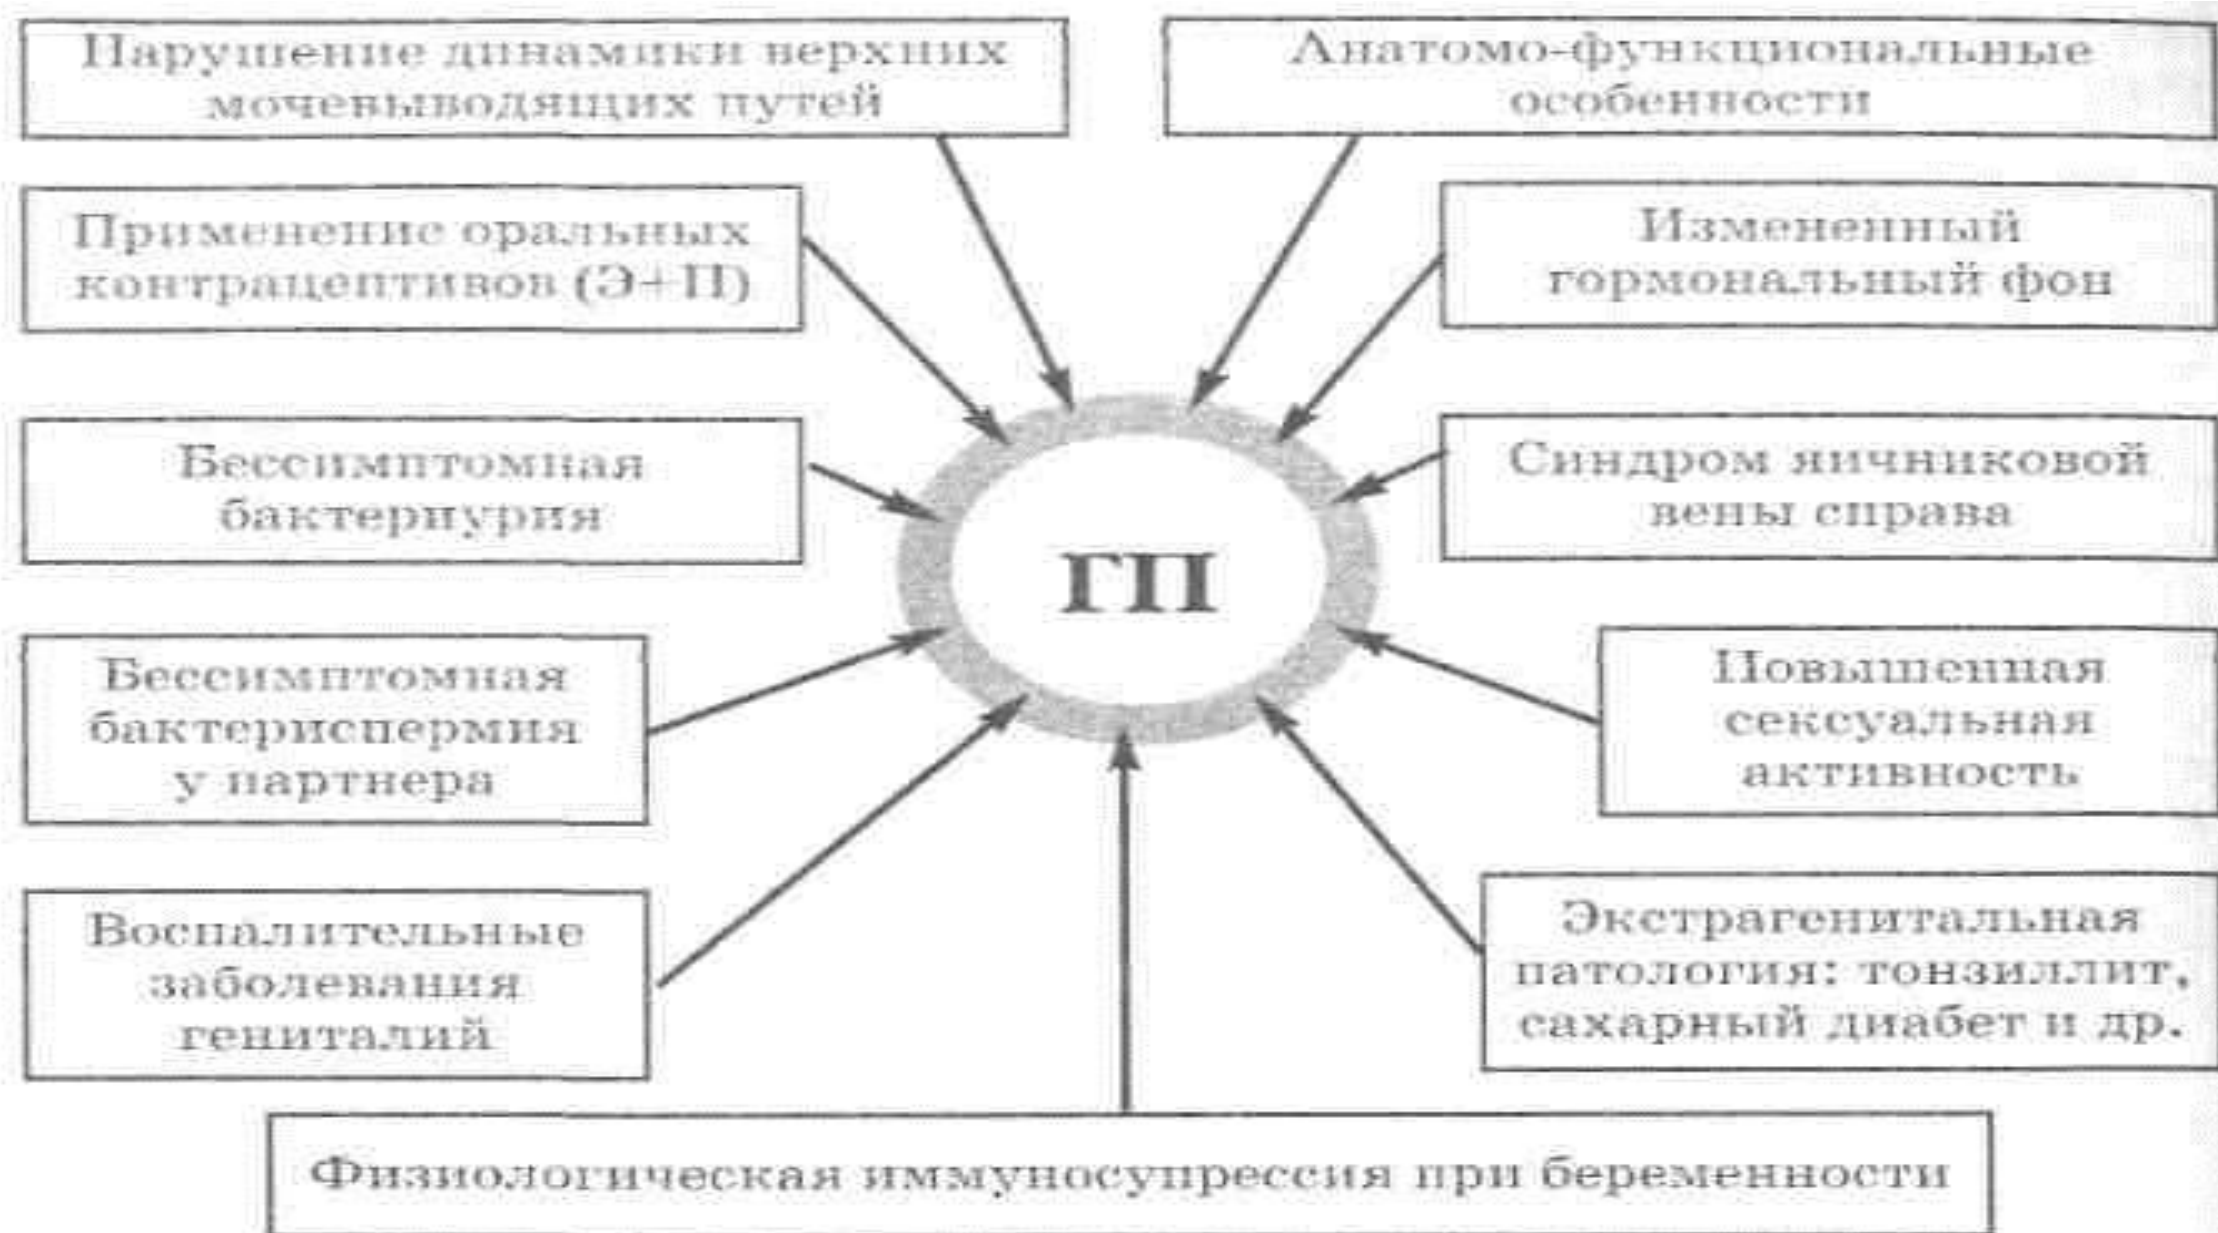 Нарушение динамики верхних
мочевыводящих путей
Анатомо-функциональные
особенности
Применение оральных
контрацептивов (Э+П)
Измененный
гормональный фон
Бессимптомная
бактериурия
Синдром яичниковой
вены справа
ГП
Бессимптомная
бактериспермия
у партнера
Повышенная
сексуальная
активность
Воспалительные
заболевания
гениталий
Экстрагенитальная
патология: тонзиллит,
сахарный диабет и др.
Физиологическая иммуносупрессия при беременности